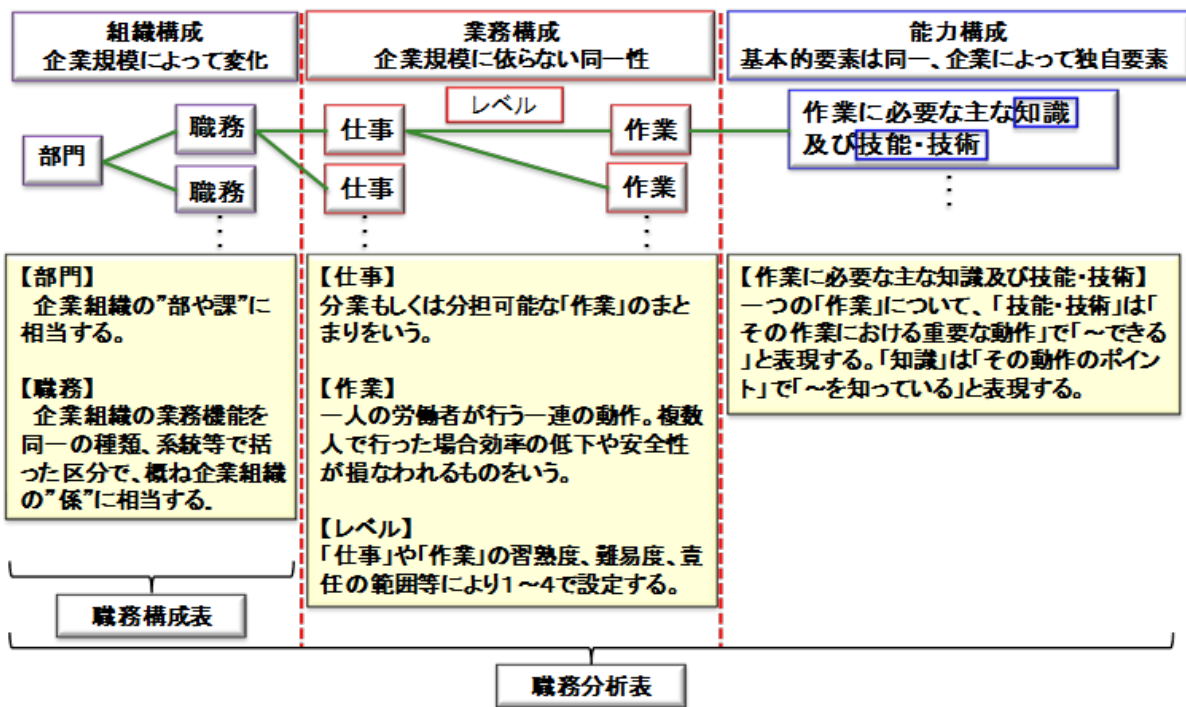 組織構成
企業規模によって変化
業務構成
企業規模に依らない同一性
能力構成
基本的要素は同一、企業によって独自要素
レベル
部門
職務
職務
仕事
仕事
作業
作業
作業に必要な主な知識
及び技能・技術
【部門】
企業組織の”部や課”に
相当する。
【職務】
企業組織の業務機能を
同一の種類、系統等で括
った区分で、概ね企業組織
の”係”に相当する.
【仕事】
分業もしくは分担可能な「作業」のまと
まりをいう。
【作業】
一人の労働者が行う一連の動作。複数
人で行った場合効率の低下や安全性
が損なわれるものをいう。
【レベル】
「仕事」や「作業」の習熟度、難易度、責
任の範囲等により1~4で設定する。
【作業に必要な主な知識及び技能・技術】
一つの「作業」について、「技能・技術」は「
その作業における重要な動作」で「~できる
」と表現する。「知識」は「その動作のポイン
ト」で「~を知っている」と表現する。
職務構成表
職務分析表